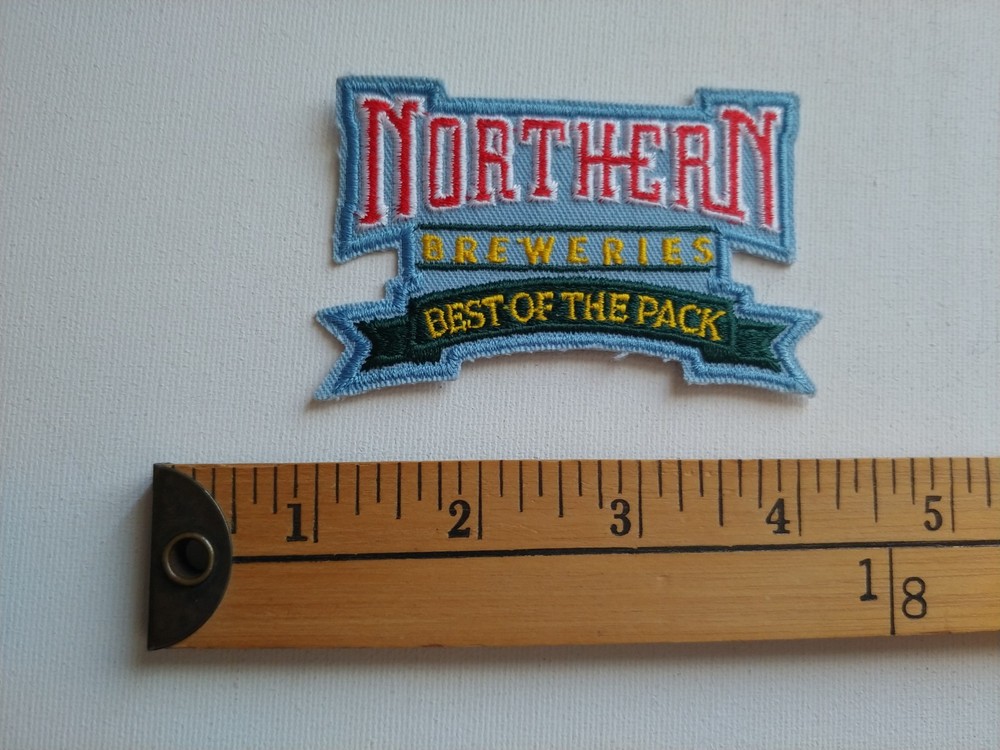 NORTHERN
BREWERIES
BEST OF THE PACK
1 2 3 4 5
1 8